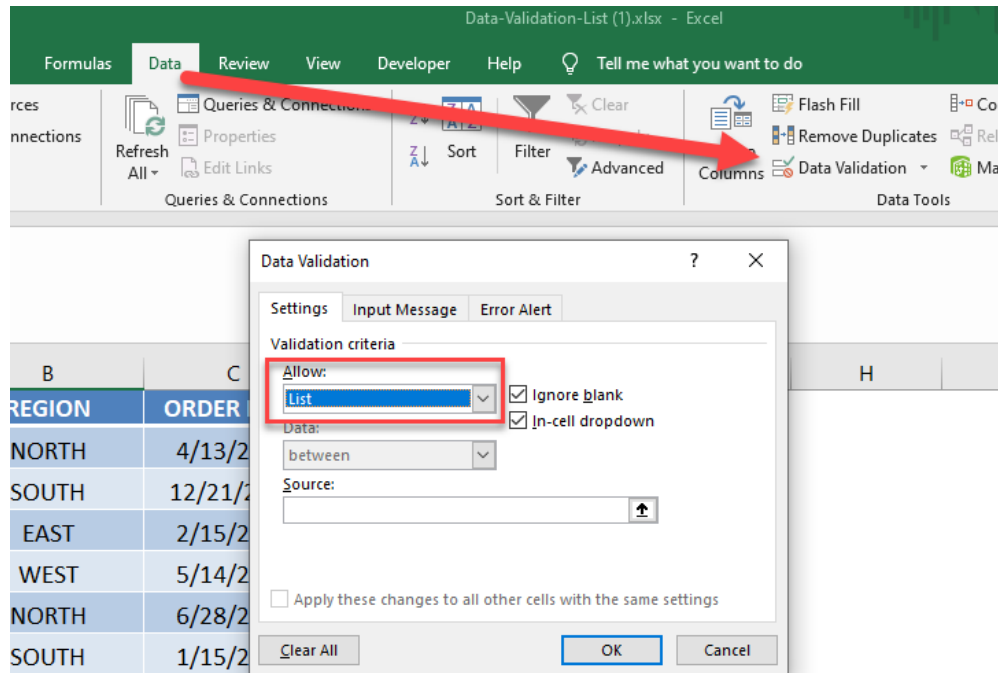 Data-Validation-List (1).xlsx - Excel
Formulas Data Review View Developer Help Tell me what you want to do
Queries & Connections Clear Flash Fill
Properties Remove Duplicates
Refresh All Edit Links Sort Filter Advanced Columns Data Validation
Queries & Connections Sort & Filter Data Tools
Data Validation ? X
Settings Input Message Error Alert
Validation criteria
Allow:
List Ignore blank
In-cell dropdown
Data:
between
Source:
Apply these changes to all other cells with the same settings
Clear All OK Cancel
B C H
REGION ORDER
NORTH 4/13/2
SOUTH 12/21/2
EAST 2/15/2
WEST 5/14/2
NORTH 6/28/2
SOUTH 1/15/2